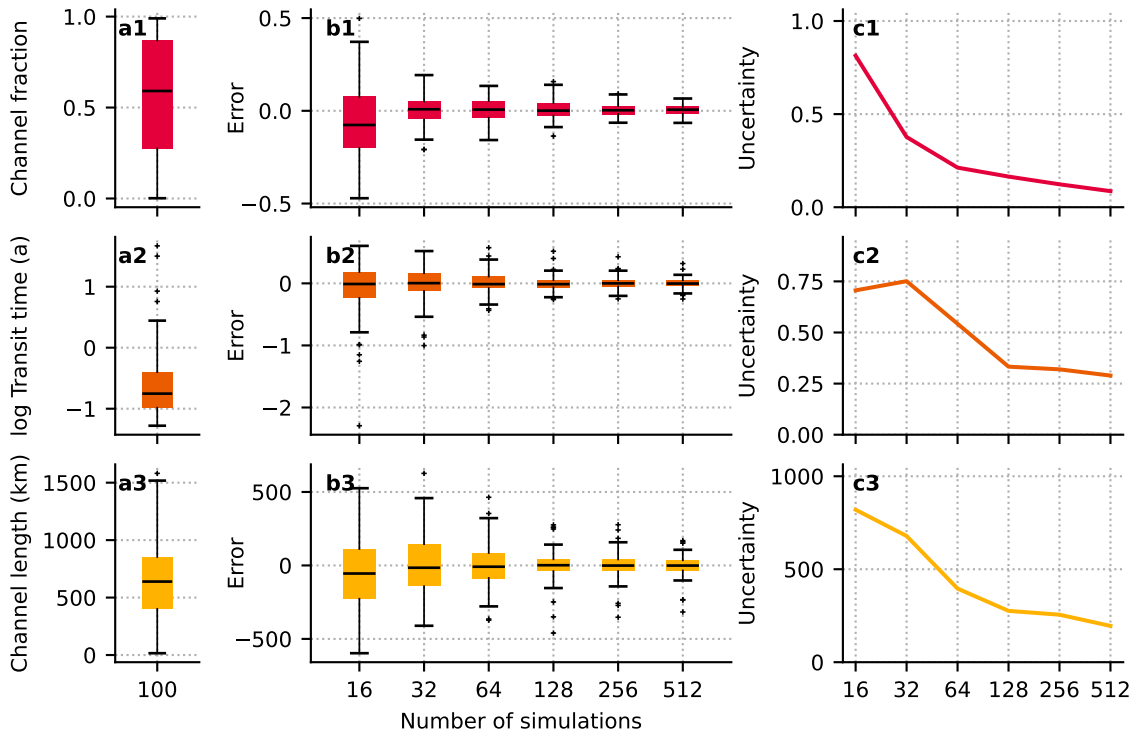 a1
b1
c1
Channel fraction
1.0
0.5
0.0
Error
0.5
0.0
−0.5
Uncertainty
1.0
0.5
0.0
a2
b2
c2
log Transit time (a)
1
0
−1
Error
0
−1
−2
Uncertainty
0.75
0.50
0.25
0.00
a3
b3
c3
Channel length (km)
1500
1000
500
0
100
Error
500
0
−500
16 32 64 128 256 512
Number of simulations
Uncertainty
1000
500
0
16 32 64 128 256 512